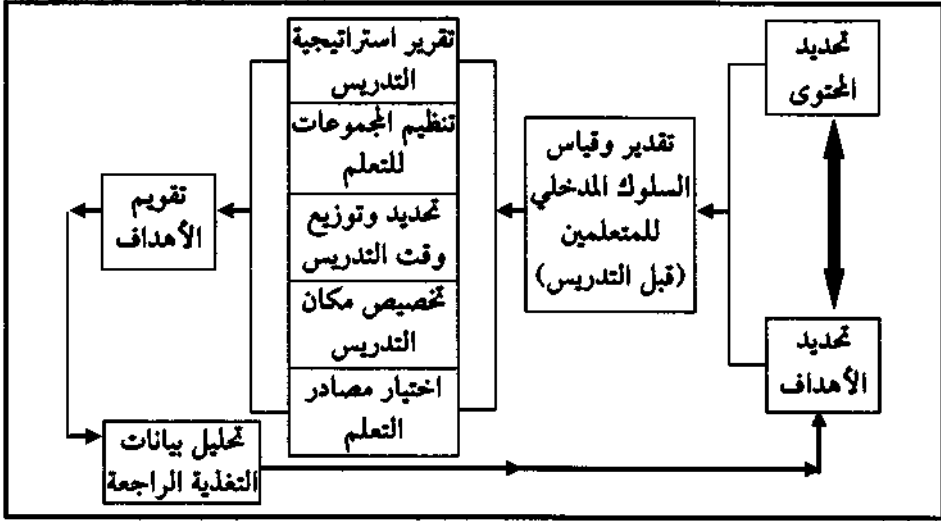 تحديد
المحتوى
تحديد
الأهداف
تقدير وقياس
السلوك المدخلي
للمتعلمين
(قبل التدريس)
تقرير استراتيجية
التدريس
تنظيم المجموعات
للتعلم
تحديد وتوزيع
وقت التدريس
تخصيص مكان
التدريس
اختيار مصادر
التعلم
تقويم
الأهداف
تحليل بيانات
التغذية الراجعة